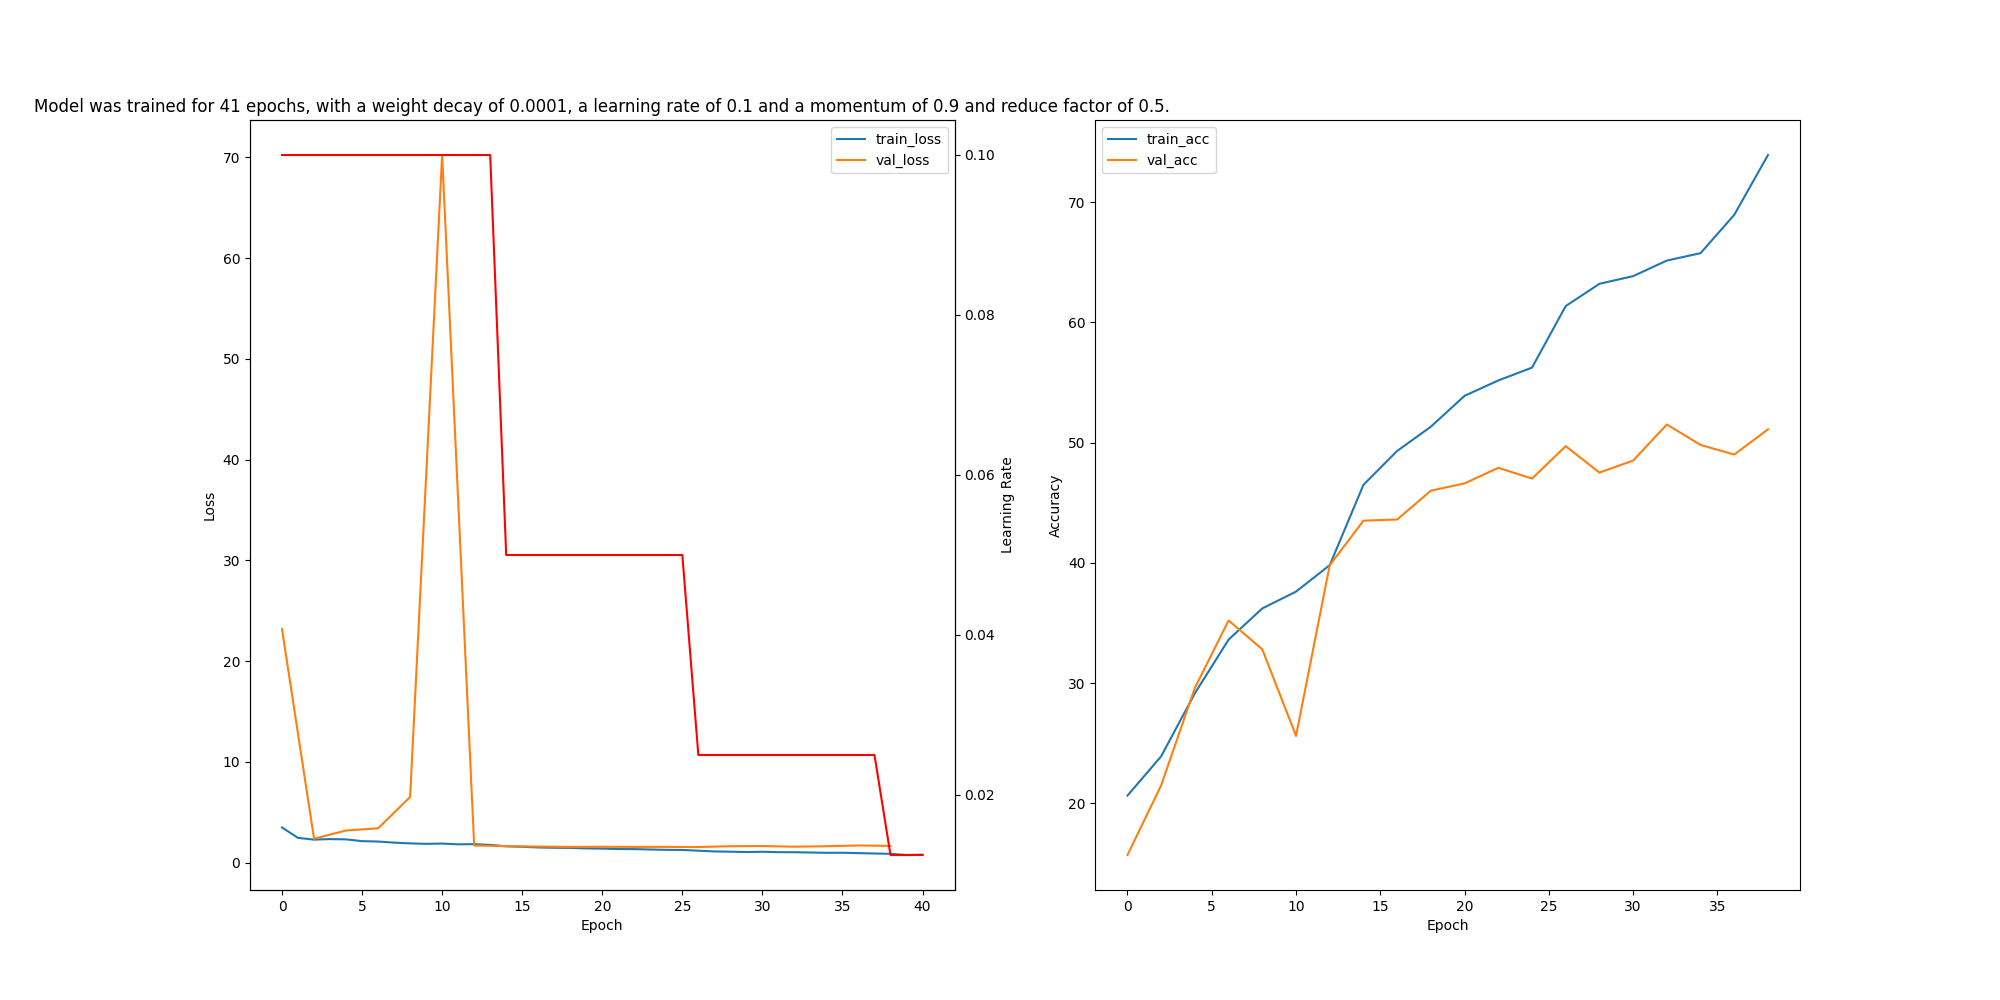 Model was trained for 41 epochs, with a weight decay of 0.0001, a learning rate of 0.1 and a momentum of 0.9 and reduce factor of 0.5.
train_loss
val_loss
70
60
50
40
30
20
10
0
Loss
0 5 10 15 20 25 30 35 40
Epoch
0.10
0.08
0.06
0.04
0.02
Learning Rate
train_acc
val_acc
70
60
50
40
30
20
Accuracy
0 5 10 15 20 25 30 35
Epoch